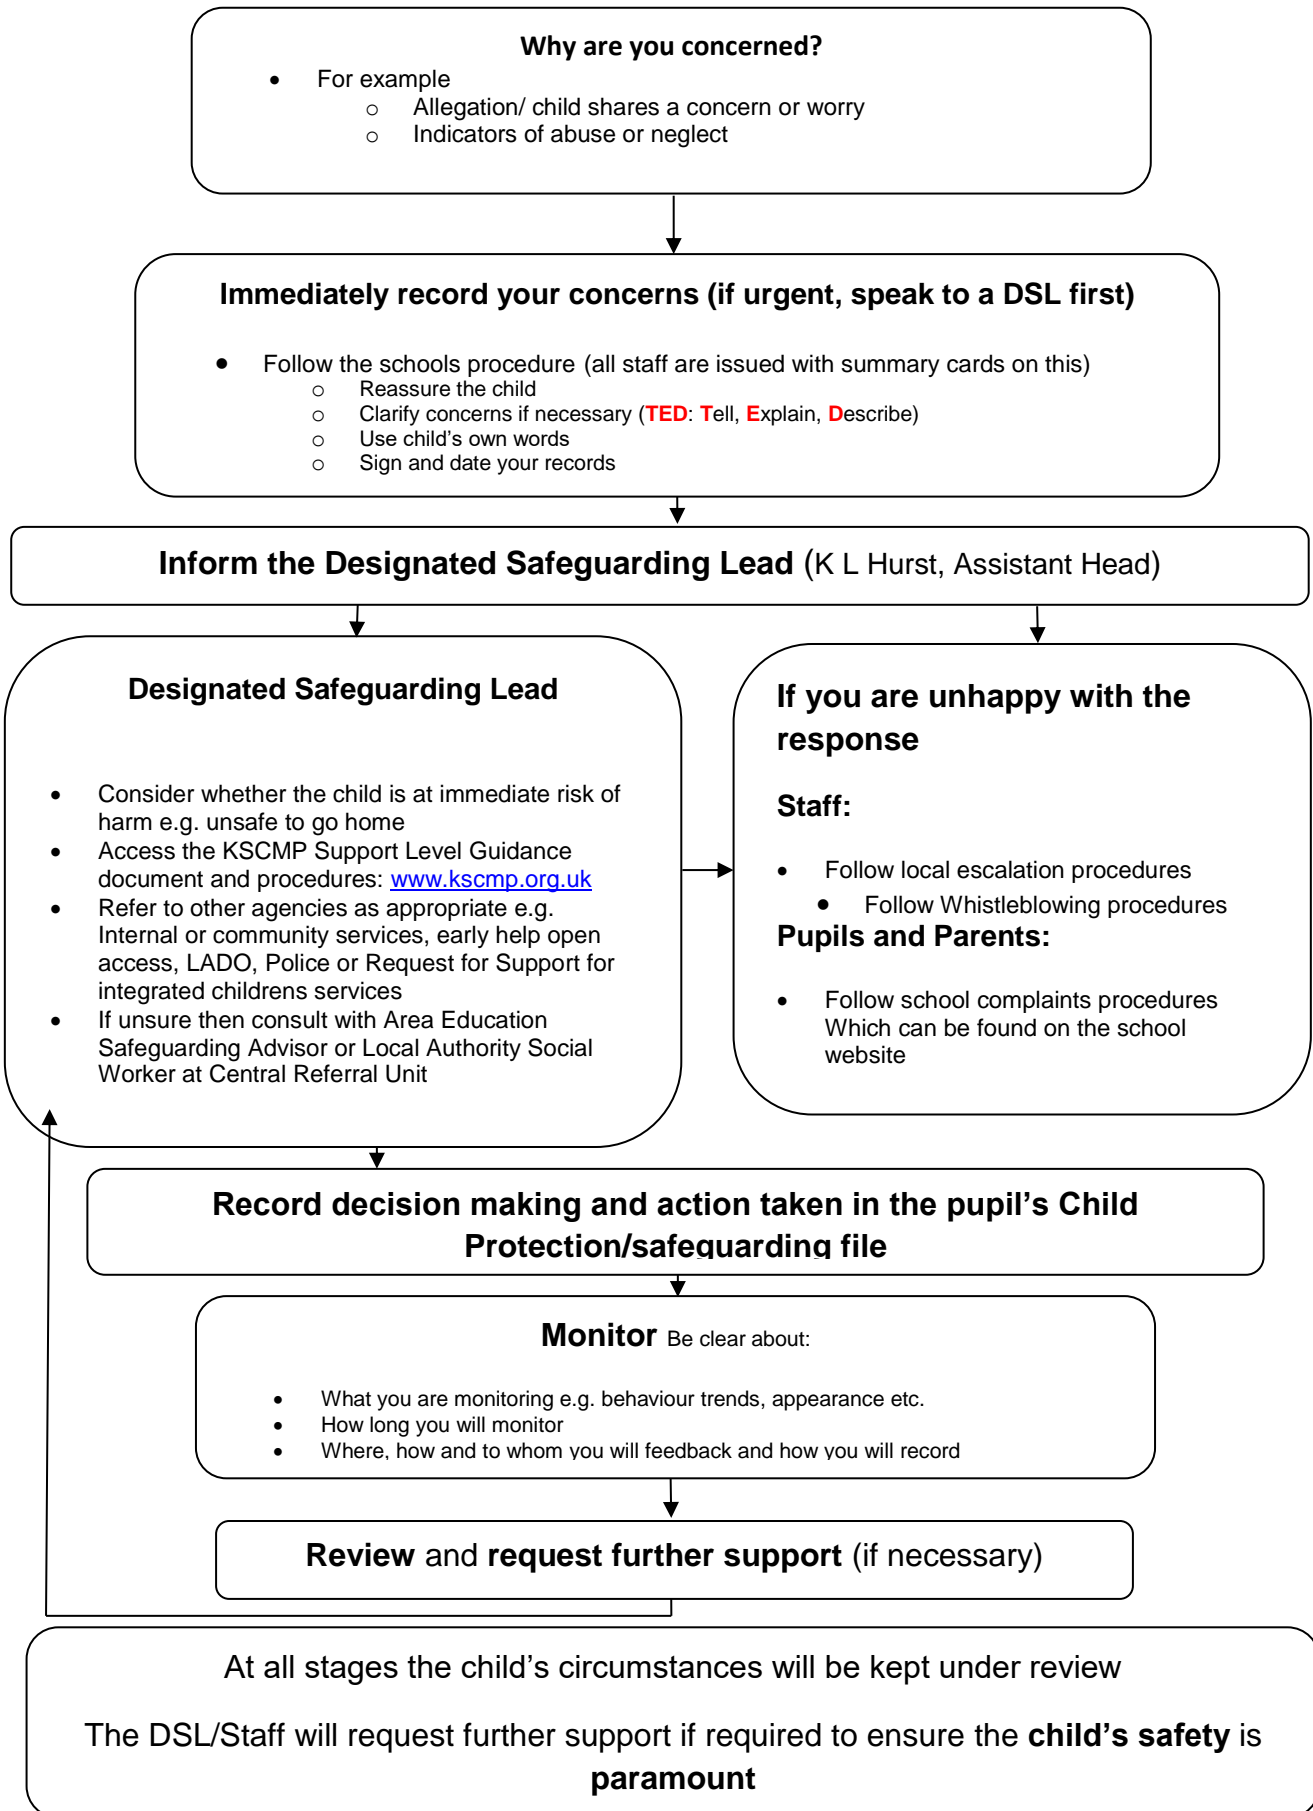 Why are you concerned?
• For example
o Allegation/ child shares a concern or worry
o Indicators of abuse or neglect
Immediately record your concerns (if urgent, speak to a DSL first)
• Follow the schools procedure (all staff are issued with summary cards on this)
o Reassure the child
o Clarify concerns if necessary (TED: Tell, Explain, Describe)
o Use child's own words
o Sign and date your records
Inform the Designated Safeguarding Lead (K L Hurst, Assistant Head)
Designated Safeguarding Lead
• Consider whether the child is at immediate risk of
harm e.g. unsafe to go home
• Access the KSCMP Support Level Guidance
document and procedures: www.kscmp.org.uk
• Refer to other agencies as appropriate e.g.
Internal or community services, early help open
access, LADO, Police or Request for Support for
integrated childrens services
• If unsure then consult with Area Education
Safeguarding Advisor or Local Authority Social
Worker at Central Referral Unit
If you are unhappy with the
response
Staff:
• Follow local escalation procedures
• Follow Whistleblowing procedures
Pupils and Parents:
• Follow school complaints procedures
Which can be found on the school
website
Record decision making and action taken in the pupil's Child
Protection/safeguarding file
Monitor Be clear about:
• What you are monitoring e.g. behaviour trends, appearance etc.
• How long you will monitor
• Where, how and to whom you will feedback and how you will record
Review and request further support (if necessary)
At all stages the child's circumstances will be kept under review
The DSL/Staff will request further support if required to ensure the child's safety is
paramount